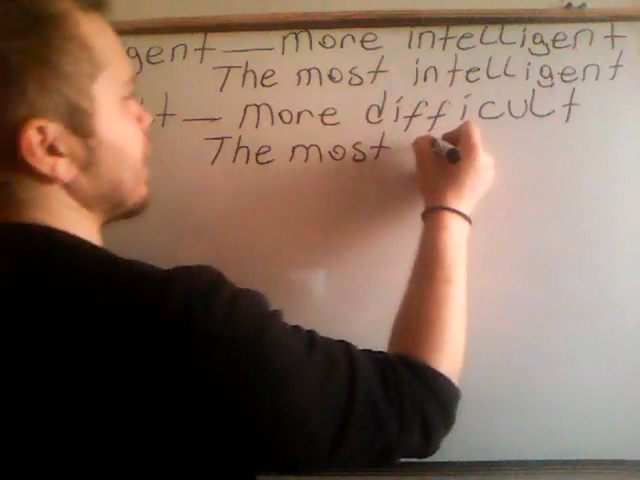 gent — more intelligent
The most intelligent
t — more difficult
The most